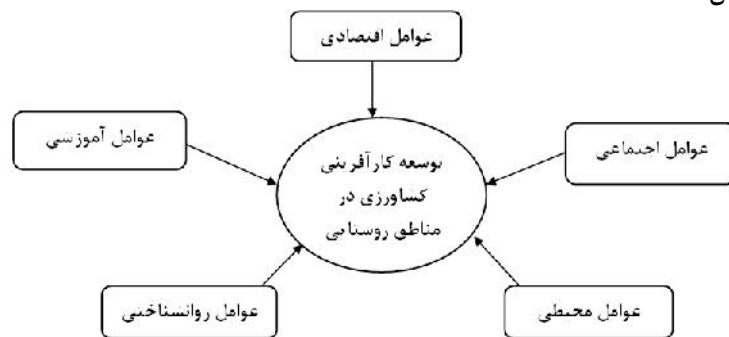 عوامل اقتصادی
عوامل آموزشی
عوامل اجتماعی
توسعه کارآفرینی
کشاورزی در
مناطق روستایی
عوامل روانشناختی
عوامل محیطی